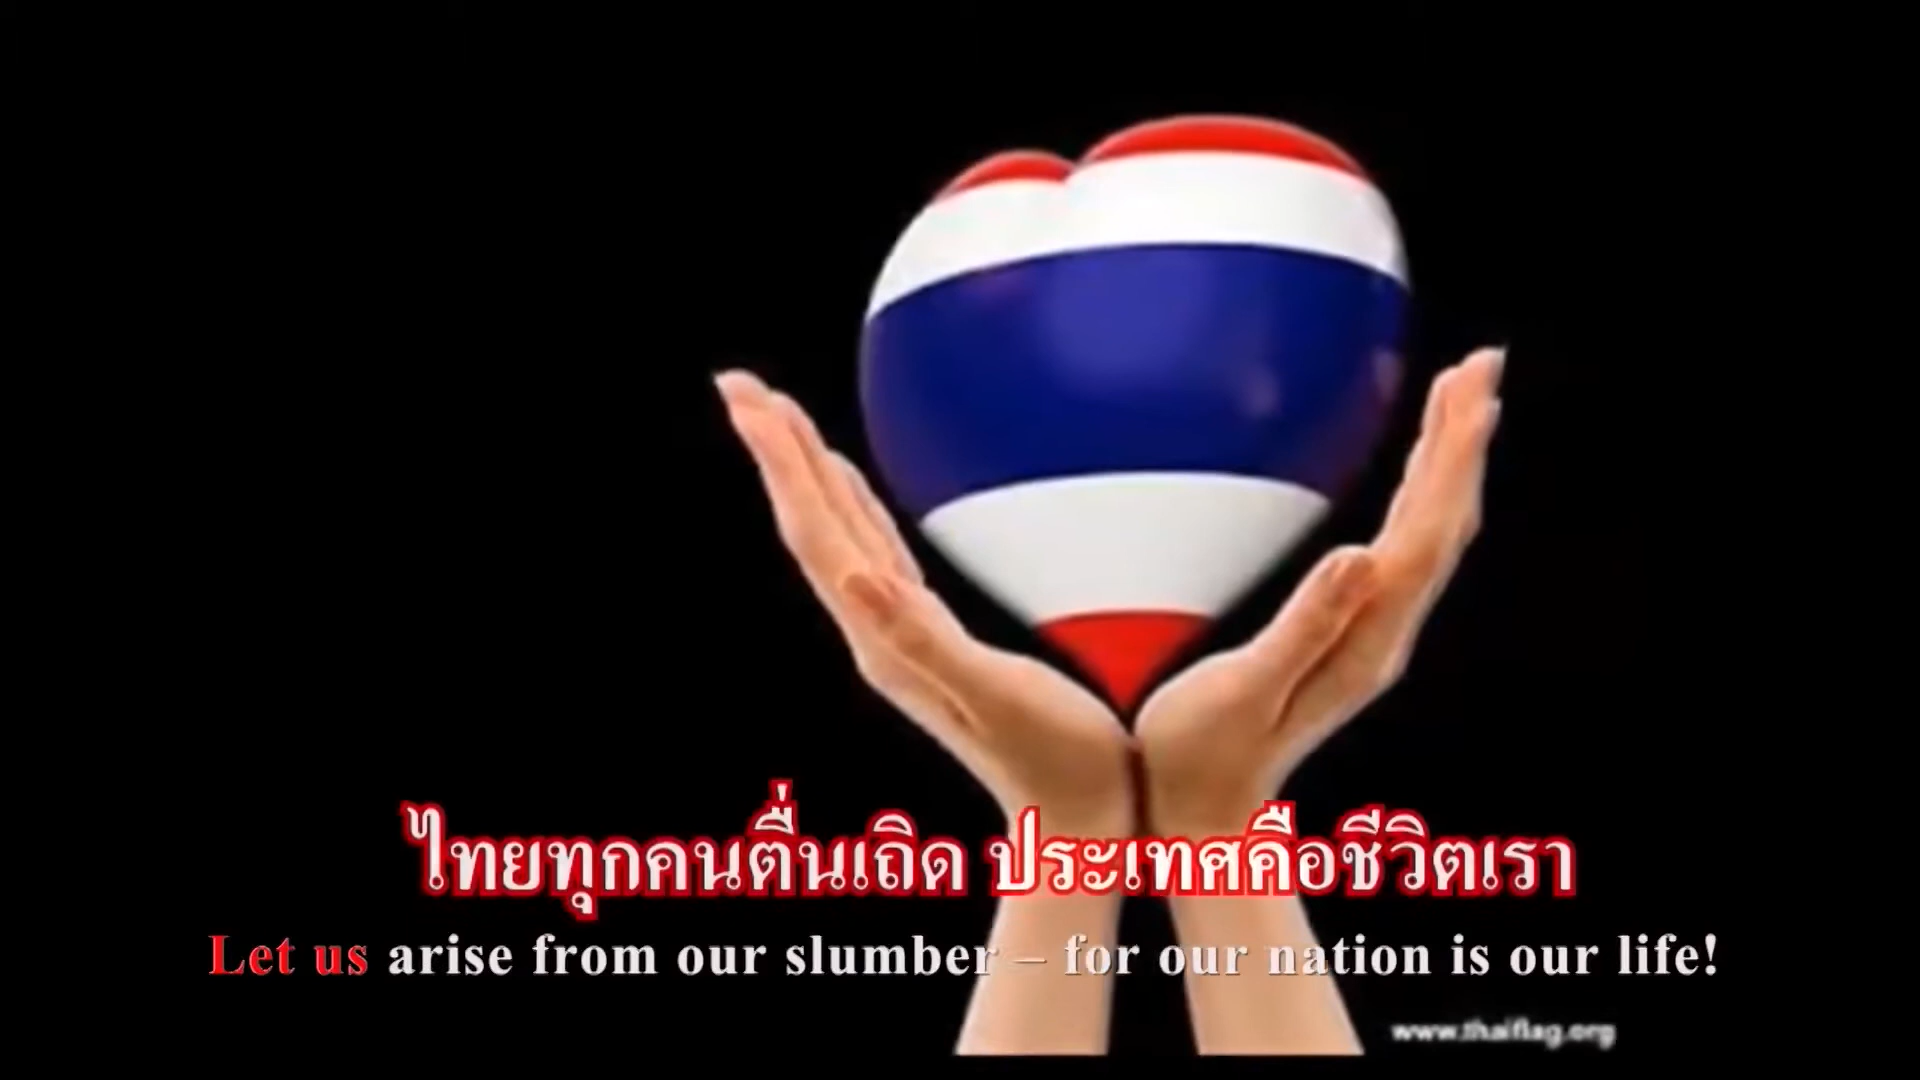 ไทยทุกคนตื่นเถิด ประเทศคือชีวิตเรา
Let us arise from our slumber – for our nation is our life!
www.thaiflag.org